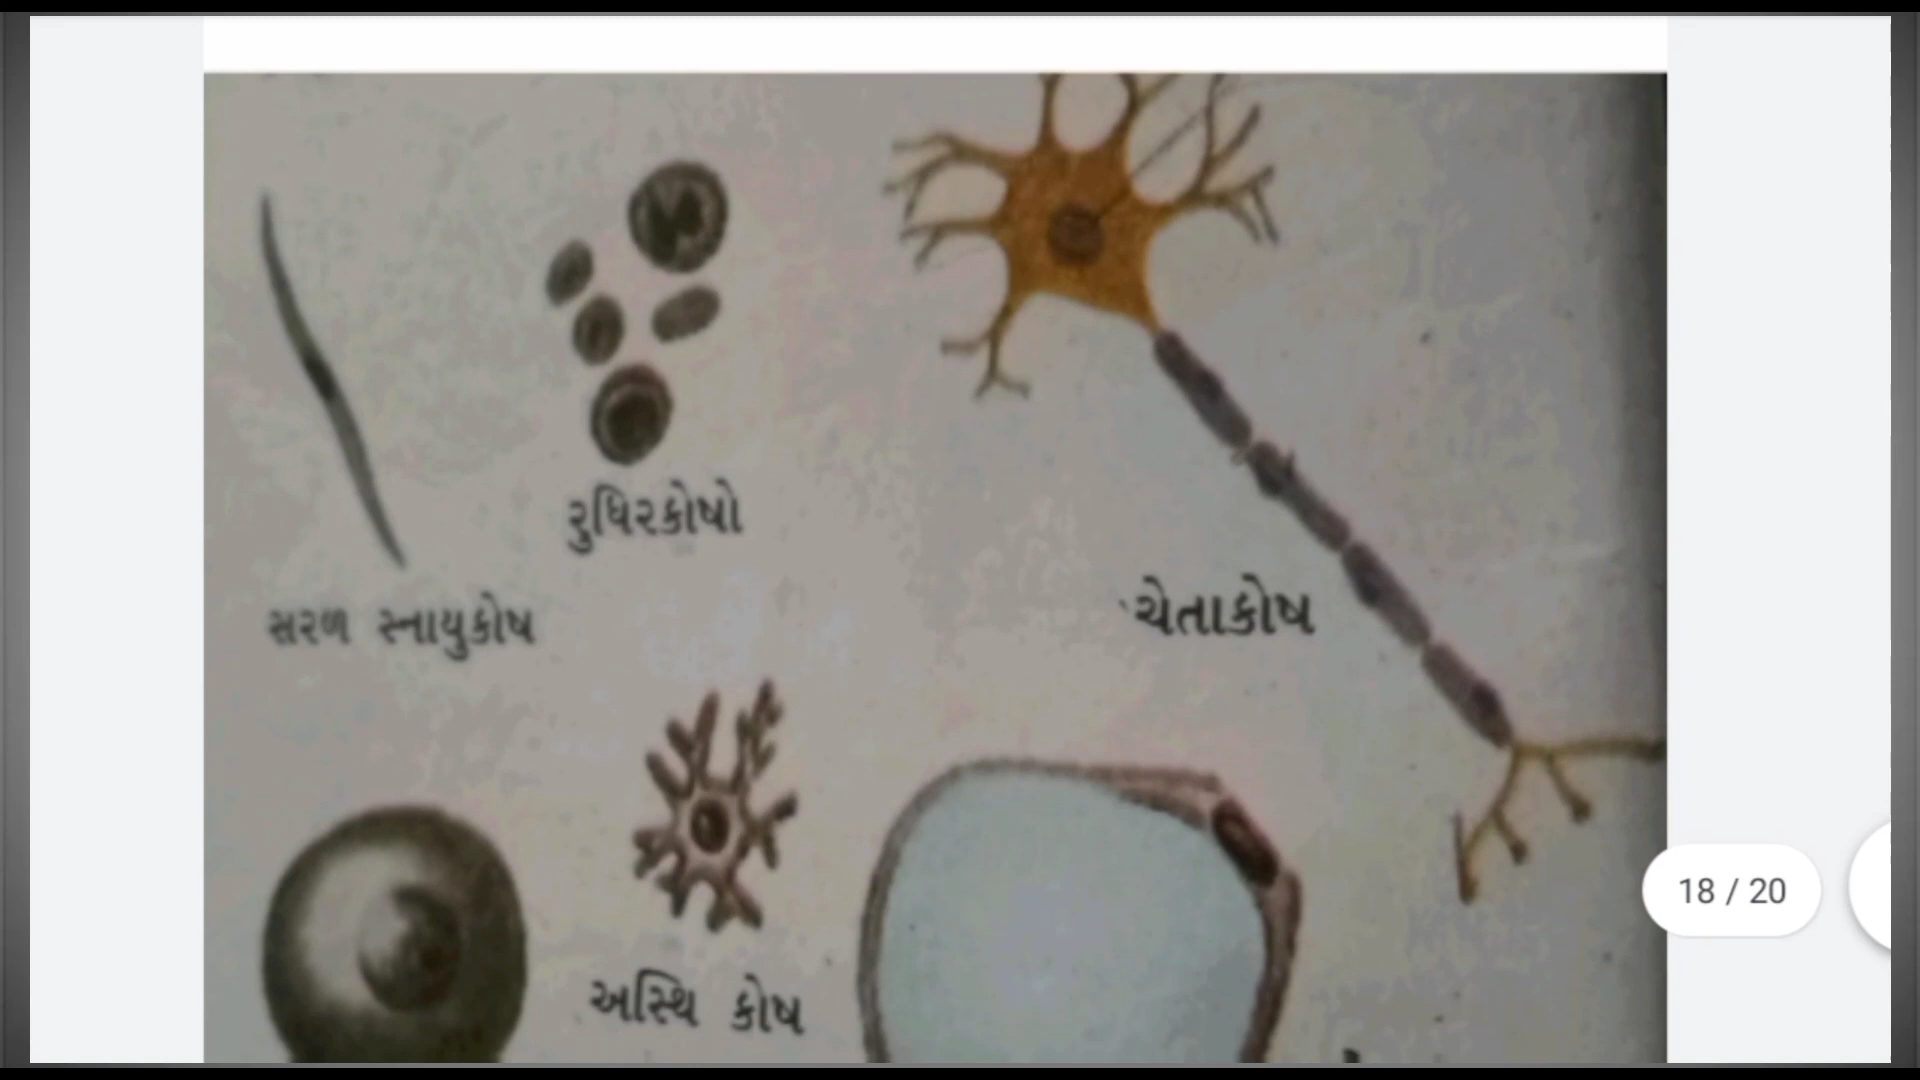 રુધિરકોષો
સરળ સ્નાયુકોષ
ચેતાકોષ
18 / 20
અસ્થિ કોષ